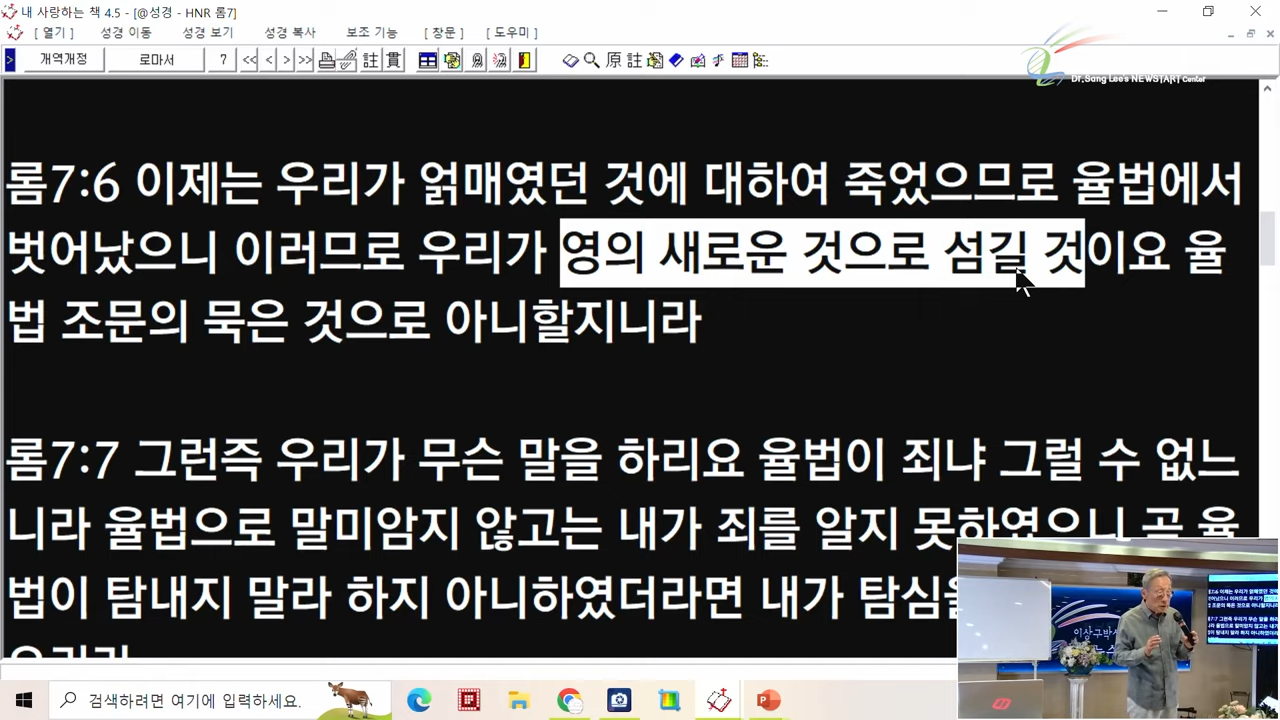 내 사랑하는 책 4.5 - [@성경 - HNR 롬7]
[ 열기 ] 성경 이동 성경 보기 성경 복사 보조 기능 [ 창문 ] [ 도우미 ]
> 개역개정 로마서 7 << < > >> 註 貫 原 註
Dr.Sang Lee's NEWSTART Center
롬7:6 이제는 우리가 얽매였던 것에 대하여 죽었으므로 율법에서
벗어났으니 이러므로 우리가 영의 새로운 것으로 섬길 것이요 율
법 조문의 묵은 것으로 아니할지니라
롬7:7 그런즉 우리가 무슨 말을 하리요 율법이 죄냐 그럴 수 없느
니라 율법으로 말미암지 않고는 내가 죄를 알지 못하였으니 곧 율
법이 탐내지 말라 하지 아니하였더라면 내가 탐심을
이상구박사
검색하려면 여기에 입력하세요.